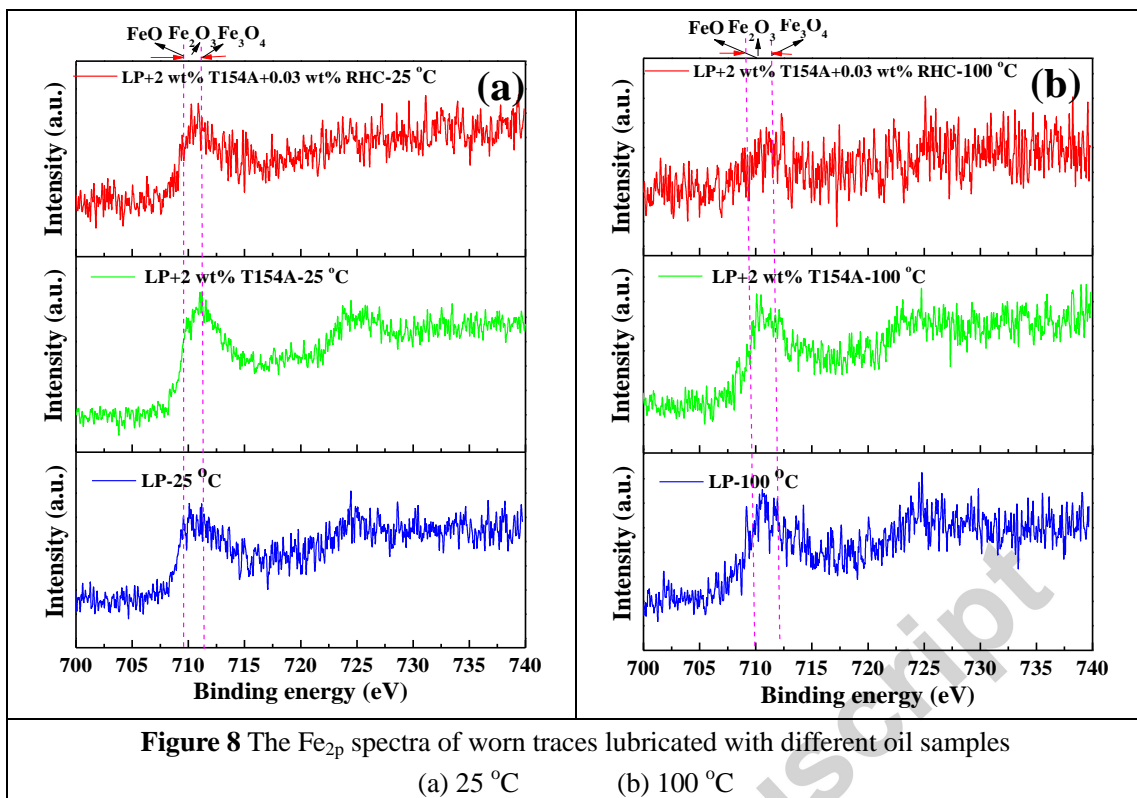 FeO Fe2O3 Fe3O4
LP+2 wt% T154A+0.03 wt% RHC-25 °C
(a)
Intensity (a.u.)
LP+2 wt% T154A-25 °C
Intensity (a.u.)
LP-25 °C
Intensity (a.u.)
700 705 710 715 720 725 730 735 740
Binding energy (eV)
FeO Fe2O3 Fe3O4
LP+2 wt% T154A+0.03 wt% RHC-100 °C
(b)
Intensity (a.u.)
LP+2 wt% T154A-100 °C
Intensity (a.u.)
LP-100 °C
Intensity (a.u.)
700 705 710 715 720 725 730 735 740
Binding energy (eV)
Figure 8 The Fe2p spectra of worn traces lubricated with different oil samples
(a) 25 °C (b) 100 °C
script